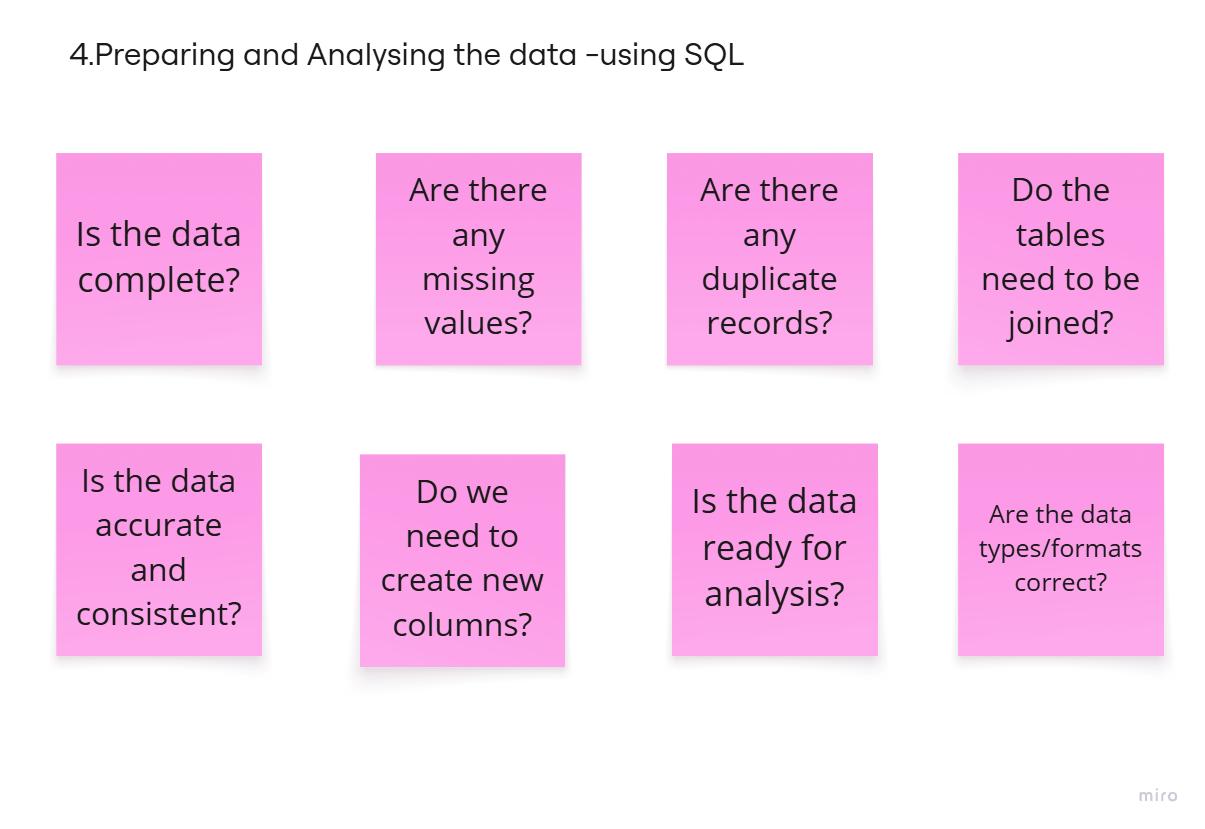 4.Preparing and Analysing the data -using SQL
Is the data
complete?
Are there
any
missing
values?
Are there
any
duplicate
records?
Do the
tables
need to be
joined?
Is the data
accurate
and
consistent?
Do we
need to
create new
columns?
Is the data
ready for
analysis?
Are the data
types/formats
correct?
miro